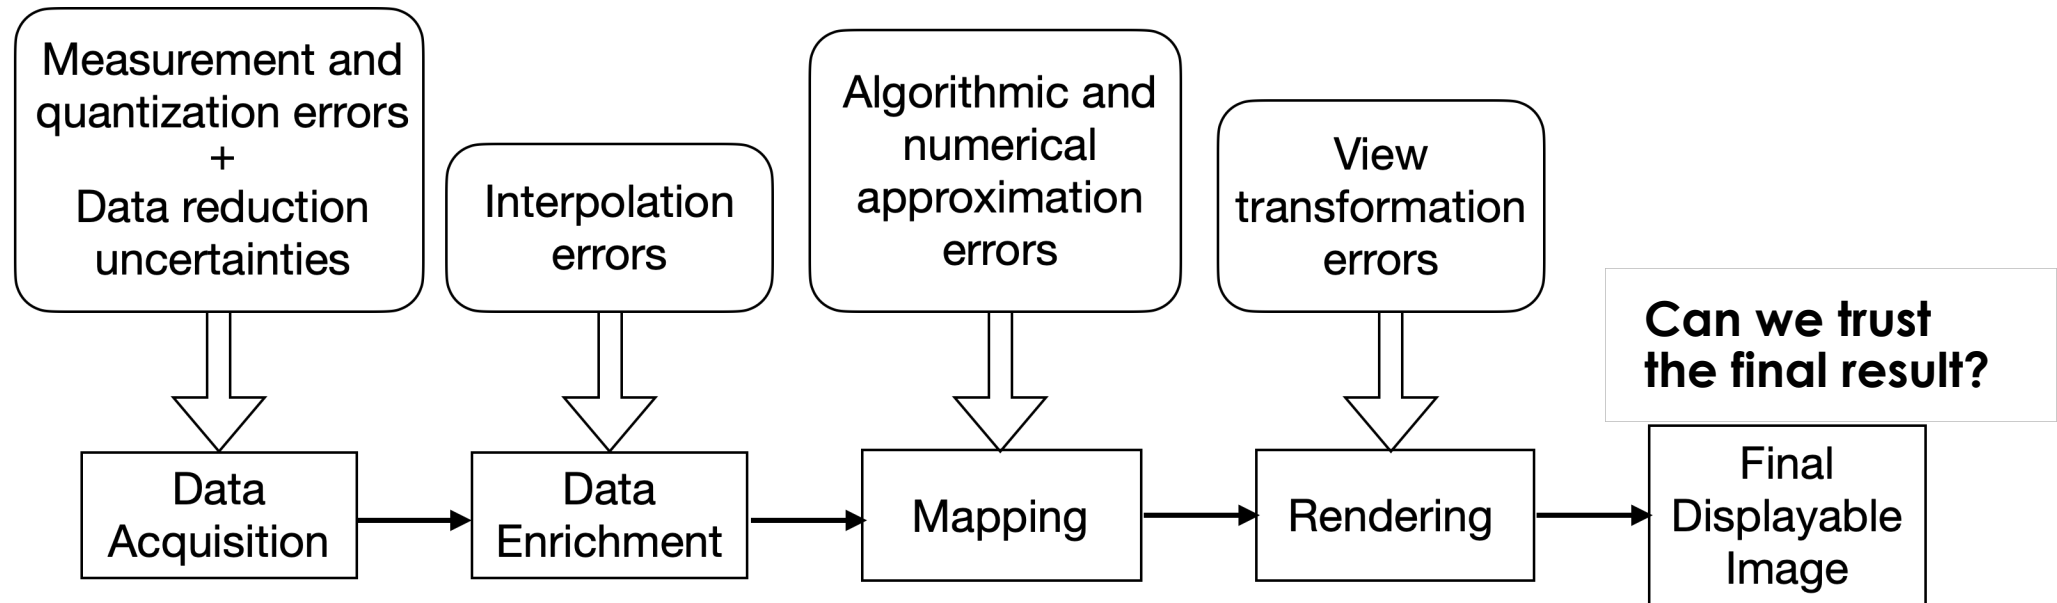 Measurement and
quantization errors
+
Data reduction
uncertainties
Interpolation
errors
Algorithmic and
numerical
approximation
errors
View
transformation
errors
Can we trust
the final result?
Data
Acquisition
Data
Enrichment
Mapping
Rendering
Final
Displayable
Image